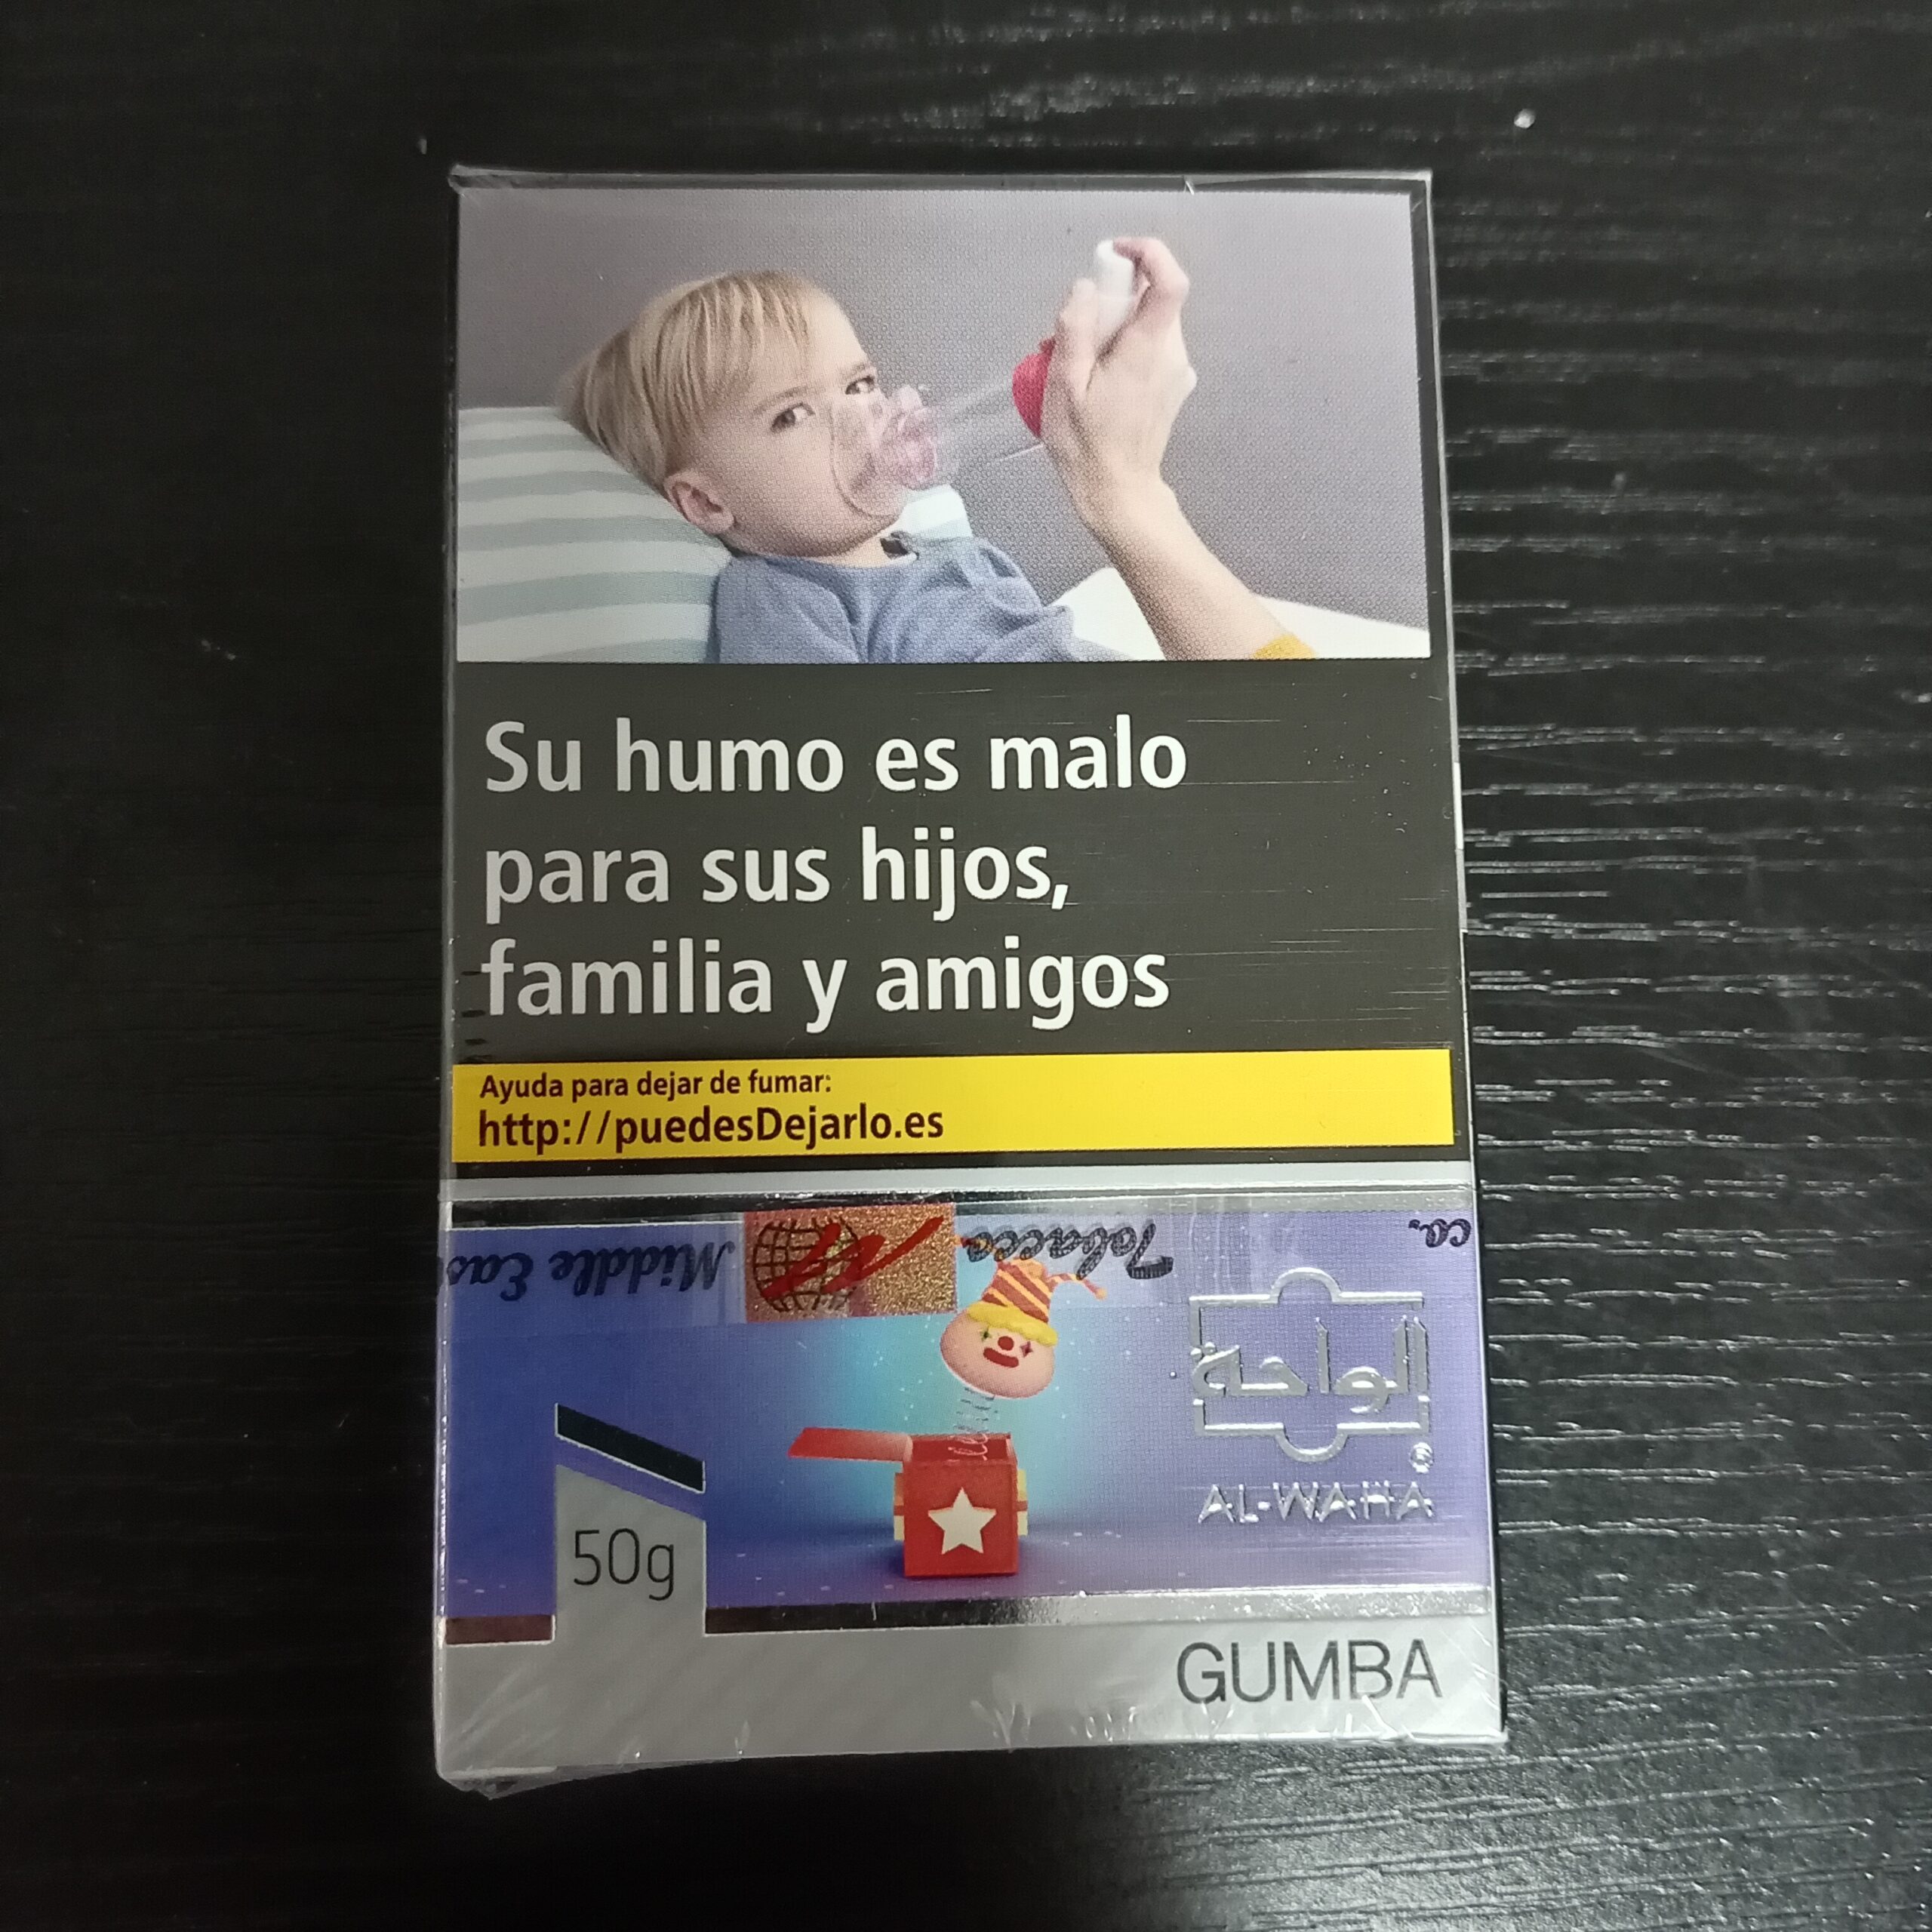 Su humo es malo
para sus hijos,
familia y amigos
Ayuda para dejar de fumar:
http://puedesDejarlo.es
Middle Eas
Tobacco
co.
الواحة
®
AL-WAHA
50g
GUMBA